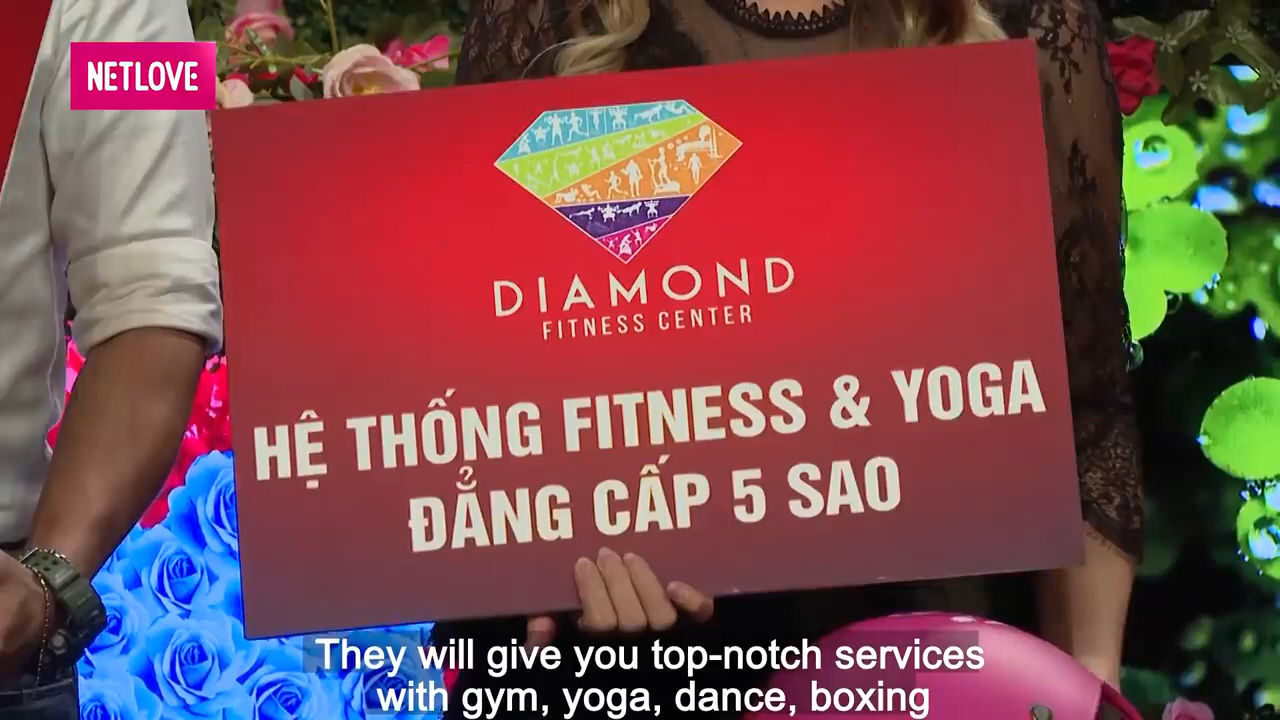 NETLOVE
DIAMOND
FITNESS CENTER
HỆ THỐNG FITNESS & YOGA
ĐẲNG CẤP 5 SAO
They will give you top-notch services
with gym, yoga, dance, boxing